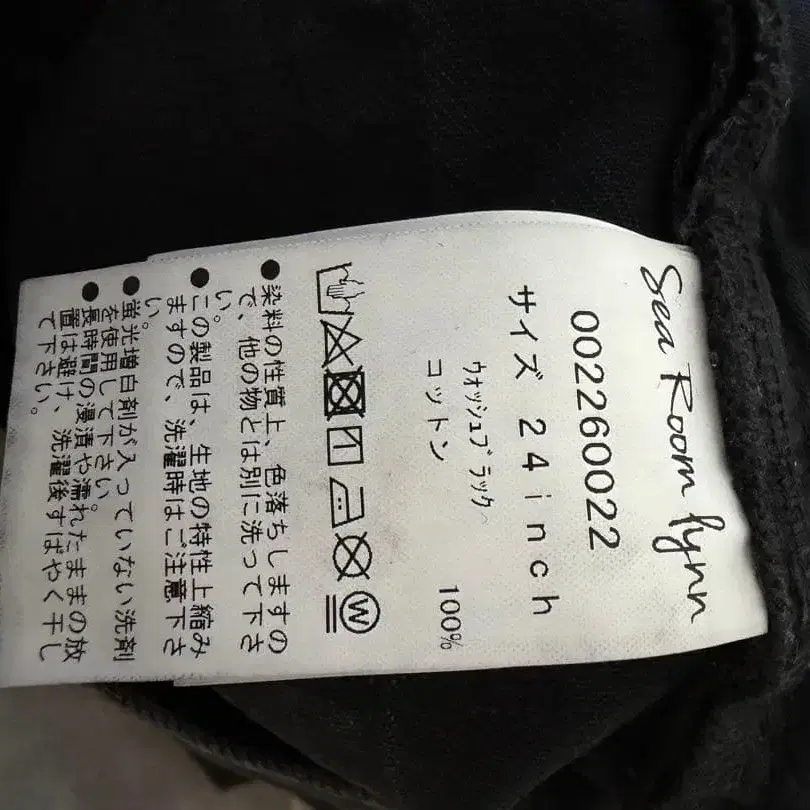 Sea Room lynn
002260022
サイズ 24inch
ウォッシュブラック
コットン 100%
W
●染料の性質上、色落ちしますの
で、他の物とは別に洗って下さ
い。
●この製品は、生地の特性上縮み
ますので、洗濯時はご注意下さ
い。
●蛍光増白剤が入っていない洗剤
を使用して下さい。
●長時間の浸漬や濡れたままの放
置は避け、洗濯後すばやく干し
て下さい。